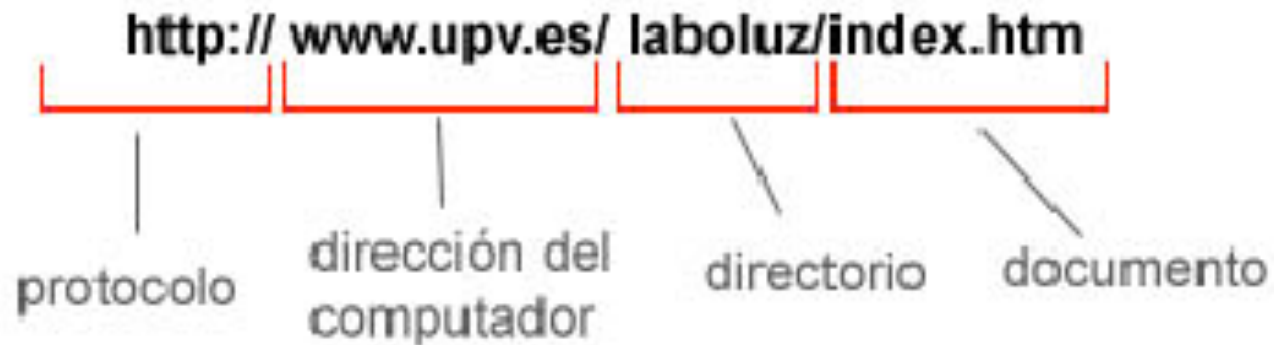 http:// www.upv.es/ laboluz/index.htm
protocolo
dirección del
computador
directorio
documento